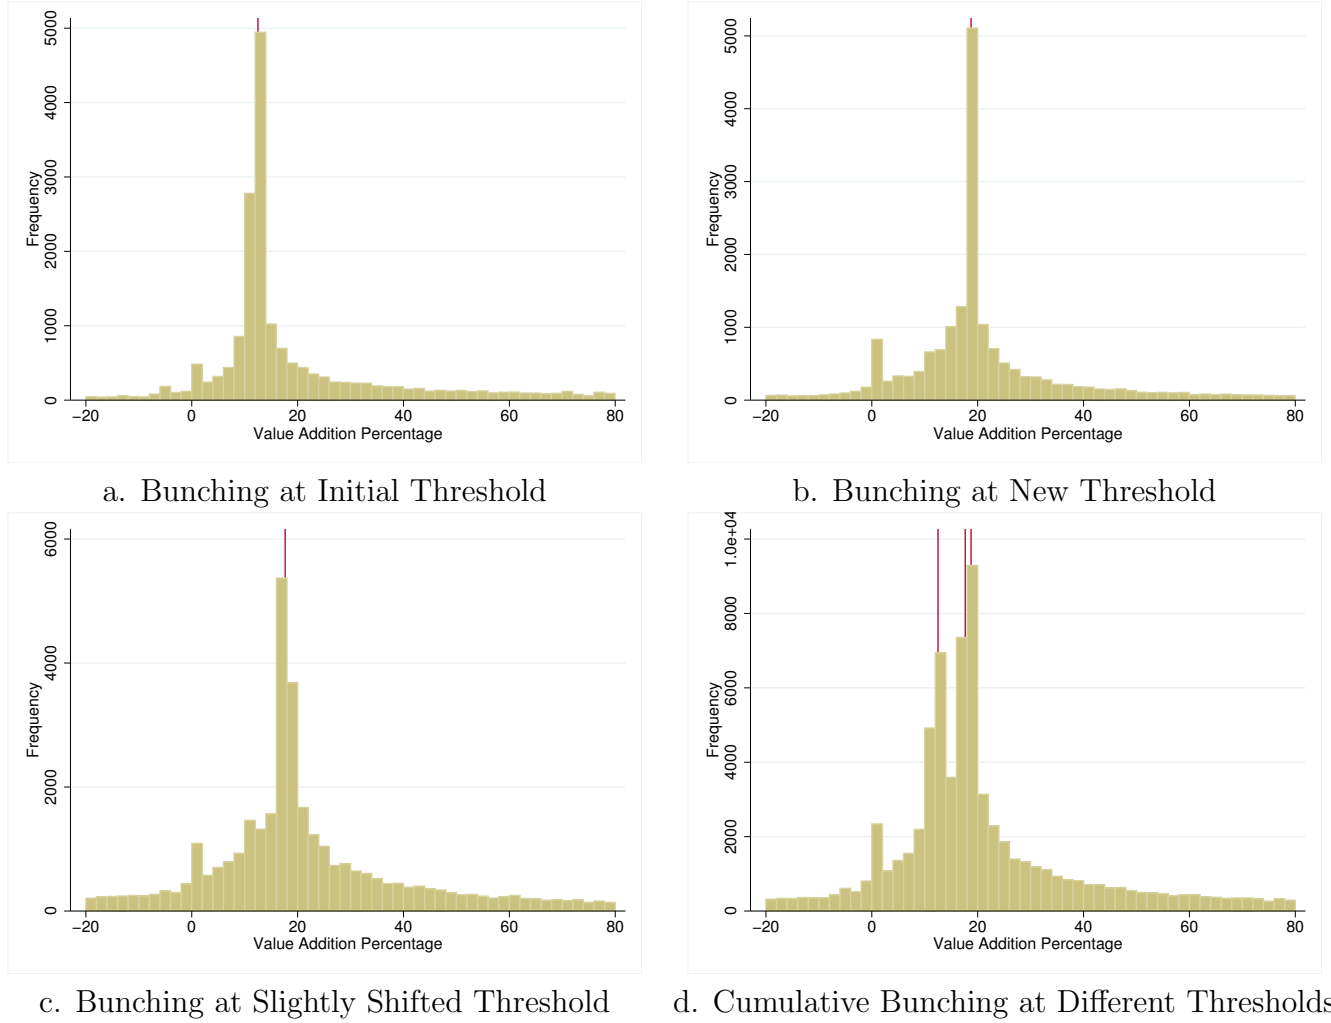 5000
4000
3000
2000
1000
0
Frequency
−20 0 20 40 60 80
Value Addition Percentage
a. Bunching at Initial Threshold
5000
4000
3000
2000
1000
0
Frequency
−20 0 20 40 60 80
Value Addition Percentage
b. Bunching at New Threshold
6000
4000
2000
0
Frequency
−20 0 20 40 60 80
Value Addition Percentage
c. Bunching at Slightly Shifted Threshold
1.0e+04
8000
6000
4000
2000
0
Frequency
−20 0 20 40 60 80
Value Addition Percentage
d. Cumulative Bunching at Different Thresholds